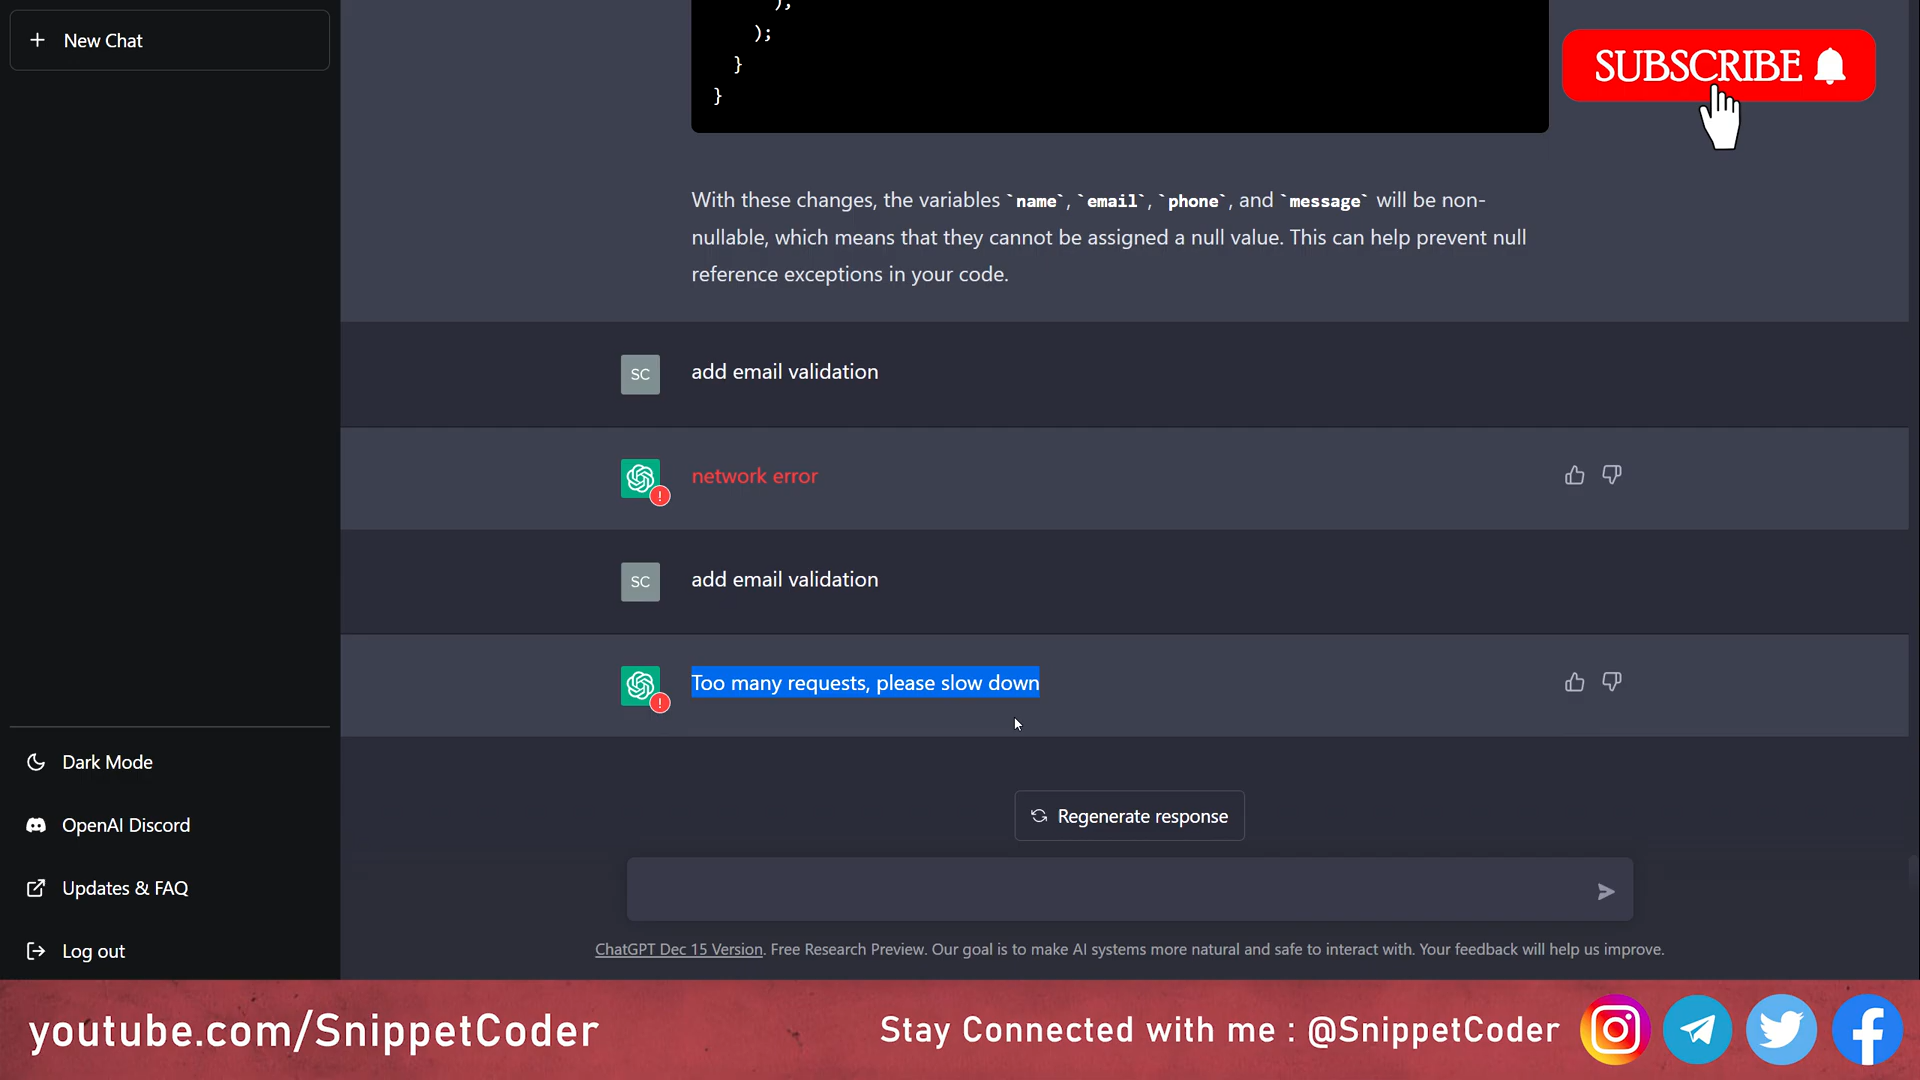 New Chat
),
);
}
}
SUBSCRIBE
With these changes, the variables `name`, `email`, `phone`, and `message` will be non-
nullable, which means that they cannot be assigned a null value. This can help prevent null
reference exceptions in your code.
SC
add email validation
network error
SC
add email validation
Too many requests, please slow down
Regenerate response
Dark Mode
OpenAI Discord
Updates & FAQ
Log out
ChatGPT Dec 15 Version. Free Research Preview. Our goal is to make AI systems more natural and safe to interact with. Your feedback will help us improve.
youtube.com/SnippetCoder
Stay Connected with me : @SnippetCoder